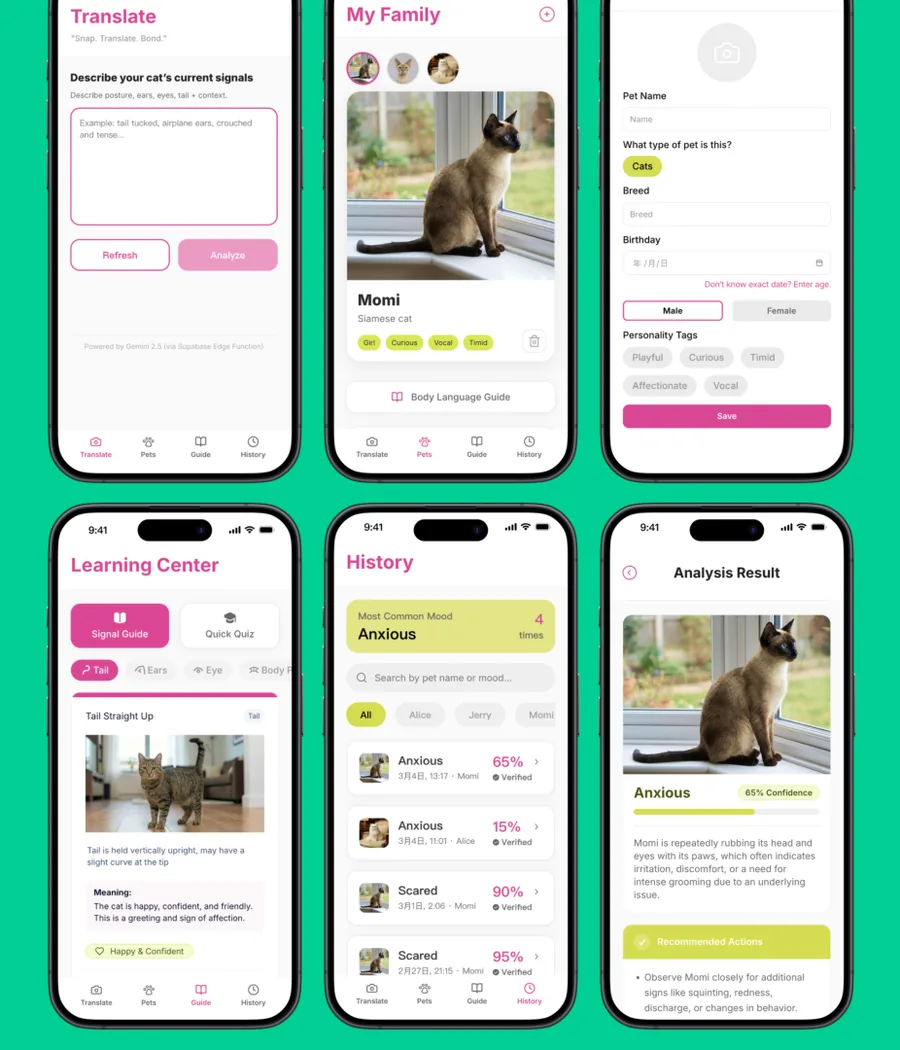 Translate
"Snap. Translate. Bond."
Describe your cat's current signals
Describe posture, ears, eyes, tail + context.
Example: tail tucked, airplane ears, crouched
and tense...
Refresh
Analyze
Powered by Gemini 2.5 (via Supabase Edge Function)
Translate
Pets
Guide
History
My Family
Momi
Siamese cat
Girl
Curious
Vocal
Timid
Body Language Guide
Translate
Pets
Guide
History
Pet Name
Name
What type of pet is this?
Cats
Breed
Breed
Birthday
年 /月/日
Don't know exact date? Enter age.
Male
Female
Personality Tags
Playful
Curious
Timid
Affectionate
Vocal
Save
9:41
Learning Center
Signal Guide
Quick Quiz
Tail
Ears
Eye
Body P
Tail Straight Up
Tail
Tail is held vertically upright, may have a
slight curve at the tip
Meaning:
The cat is happy, confident, and friendly.
This is a greeting and sign of affection.
Happy & Confident
Translate
Pets
Guide
History
9:41
History
Most Common Mood
Anxious
4
times
Search by pet name or mood...
All
Alice
Jerry
Momi
Anxious
3月4日, 13:17 · Momi
65%
Verified
Anxious
3月4日, 11:01 · Alice
15%
Verified
Scared
3月1日, 2:06 · Momi
90%
Verified
Scared
2月27日, 21:15 · Momi
95%
Verified
Translate
Pets
Guide
History
9:41
Analysis Result
Anxious
65% Confidence
Momi is repeatedly rubbing its head and
eyes with its paws, which often indicates
irritation, discomfort, or a need for
intense grooming due to an underlying
issue.
Recommended Actions
• Observe Momi closely for additional
signs like squinting, redness,
discharge, or changes in behavior.